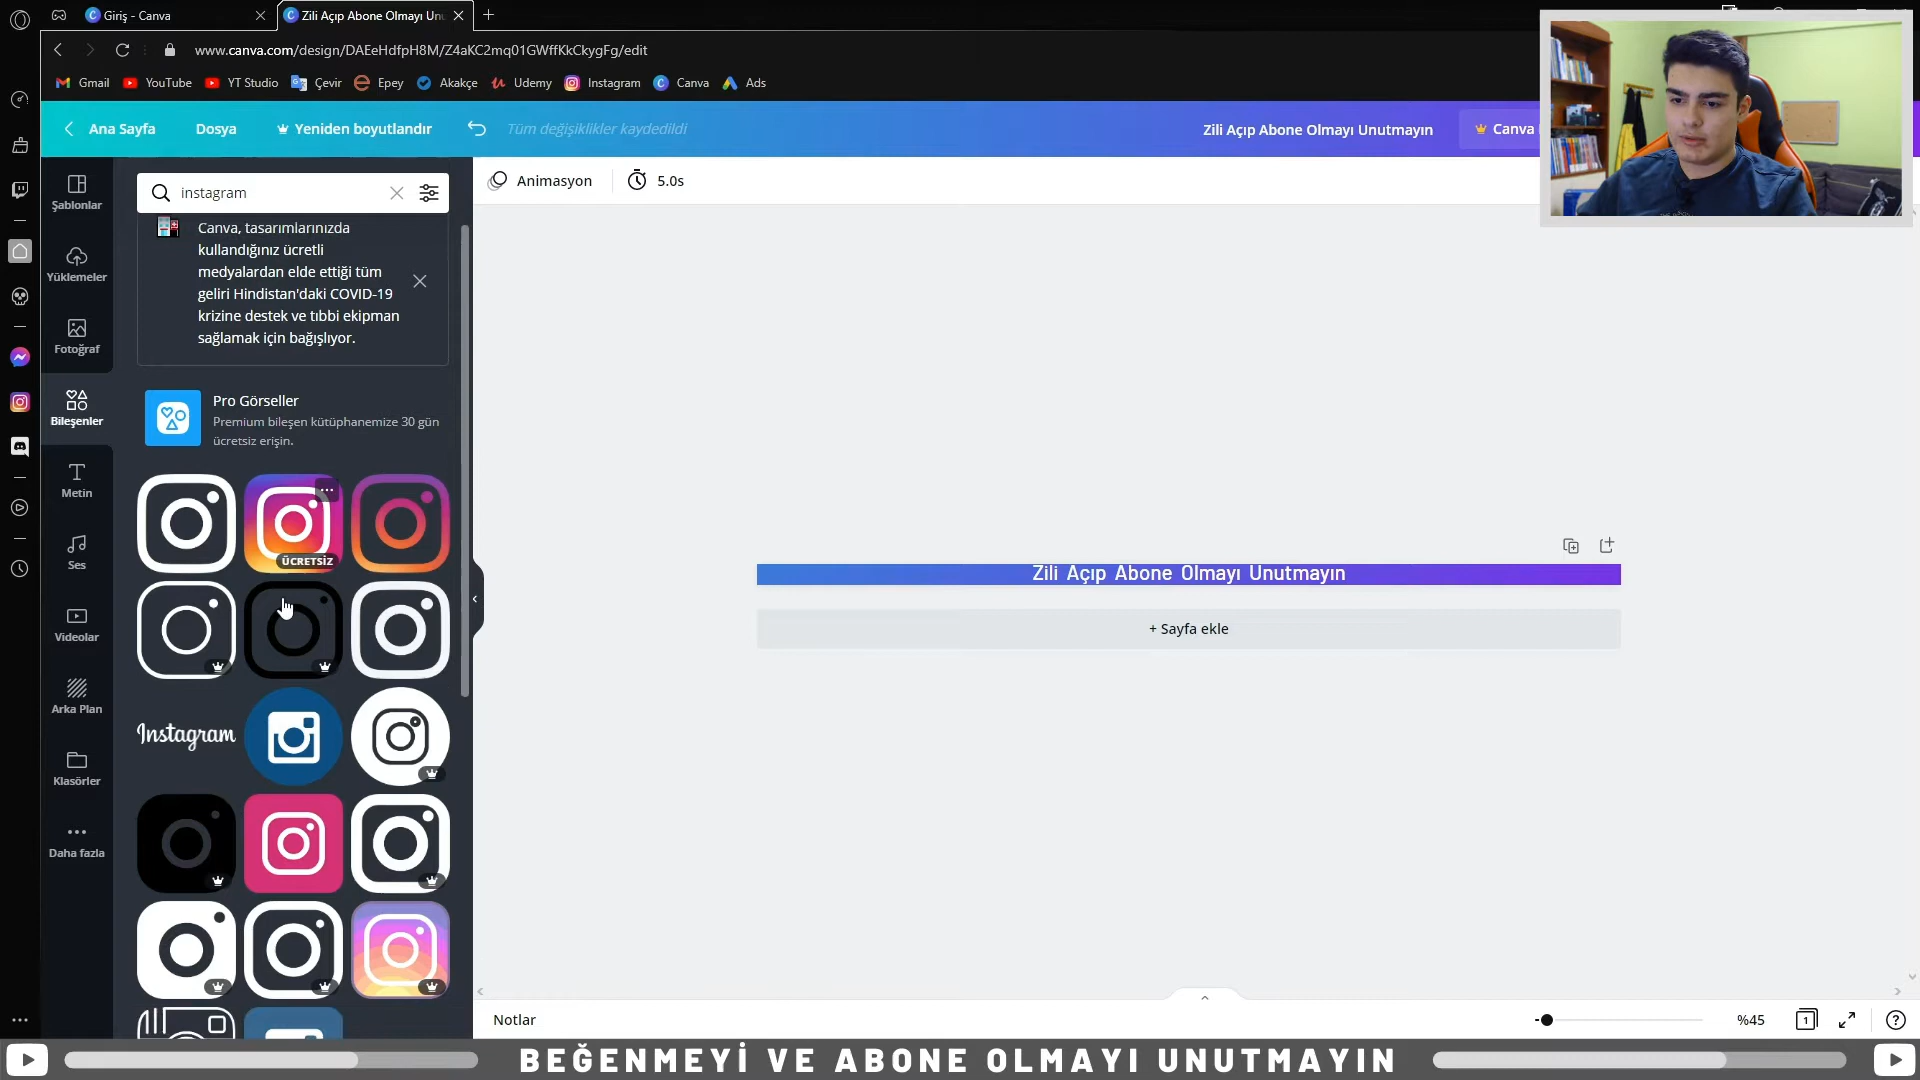 Giriş - Canva
Zili Açıp Abone Olmayı Un
www.canva.com/design/DAEeHdfpH8M/Z4aKC2mq01GWffKkCkygFg/edit
Gmail YouTube YT Studio Çevir Epey Akakçe Udemy Instagram Canva Ads
Ana Sayfa Dosya Yeniden boyutlandır Tüm değişiklikler kaydedildi Zili Açıp Abone Olmayı Unutmayın Canva
instagram
Animasyon 5.0s
Şablonlar
Yüklemeler
Fotoğraf
Bileşenler
Metin
Ses
Videolar
Arka Plan
Klasörler
Daha fazla
Canva, tasarımlarınızda
kullandığınız ücretli
medyalardan elde ettiği tüm
geliri Hindistan'daki COVID-19
krizine destek ve tıbbi ekipman
sağlamak için bağışlıyor.
Pro Görseller
Premium bileşen kütüphanemize 30 gün
ücretsiz erişin.
ÜCRETSİZ
Instagram
Zili Açıp Abone Olmayı Unutmayın
+ Sayfa ekle
Notlar
%45
1
BEĞENMEYİ VE ABONE OLMAYI UNUTMAYIN